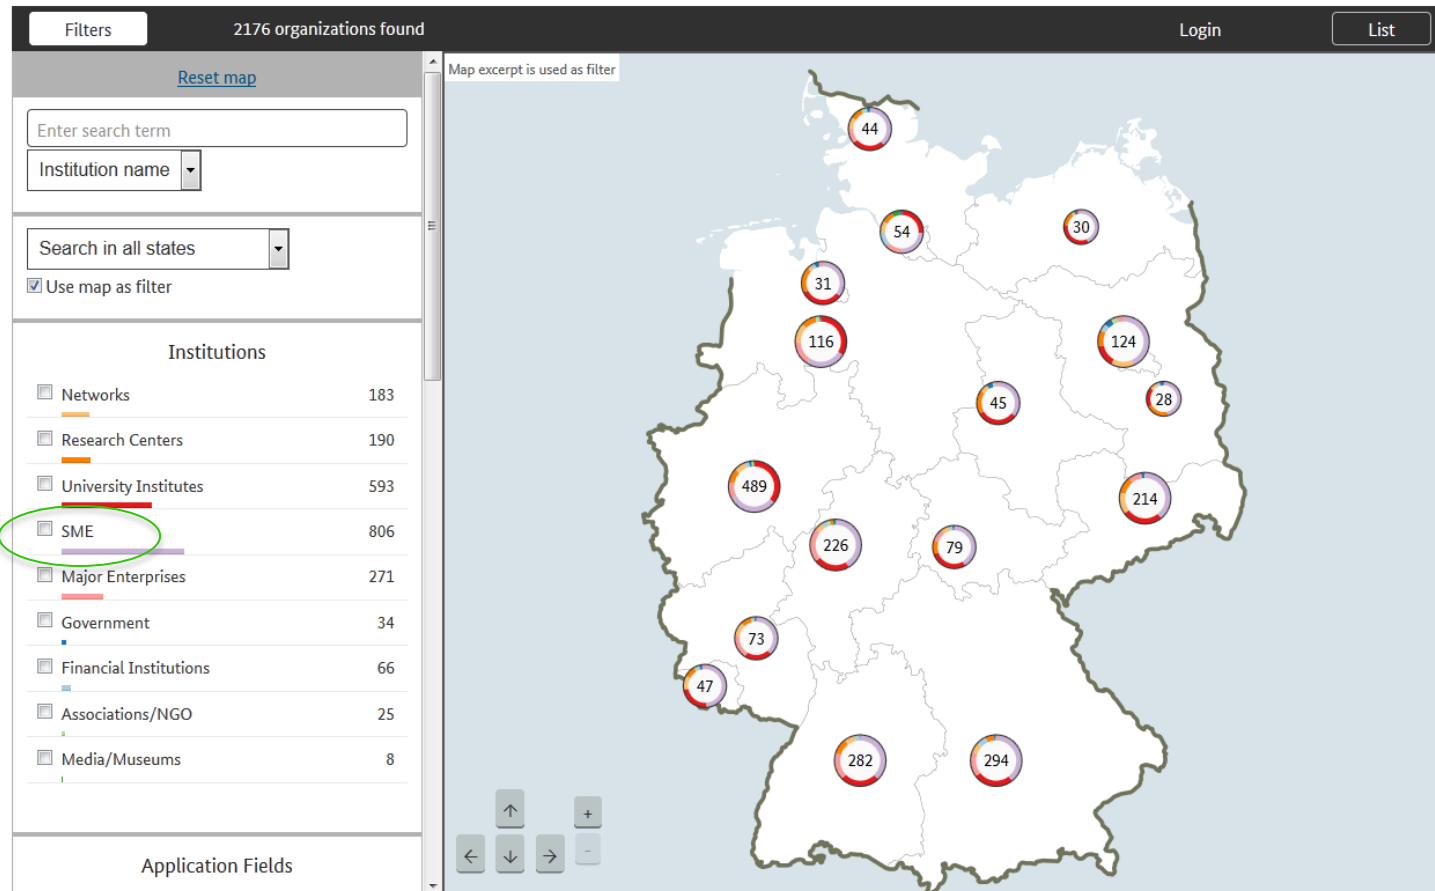 Filters 2176 organizations found Login List
Reset map
Map excerpt is used as filter
Enter search term
Institution name
Search in all states
Use map as filter
Institutions
Networks 183
Research Centers 190
University Institutes 593
SME 806
Major Enterprises 271
Government 34
Financial Institutions 66
Associations/NGO 25
Media/Museums 8
Application Fields
44
54
30
31
116
124
45
28
489
214
226
79
73
47
282
294
+
-